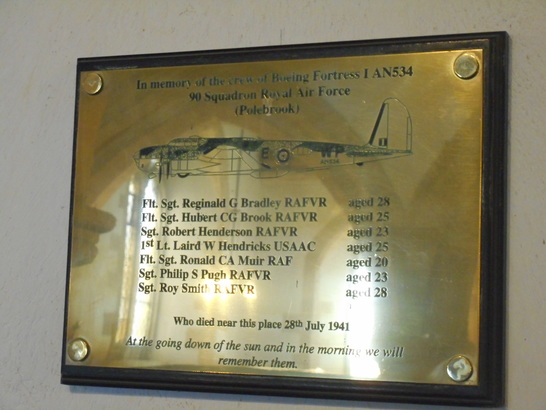 In memory of the crew of Boeing Fortress I AN534
90 Squadron Royal Air Force
(Polebrook)
WP
Flt. Sgt. Reginald G Bradley RAFVR aged 28
Flt. Sgt. Hubert CG Brook RAFVR aged 25
Sgt. Robert Henderson RAFVR aged 23
1st Lt. Laird W Hendricks USAAC aged 25
Flt. Sgt. Ronald CA Muir RAF aged 20
Sgt. Philip S Pugh RAFVR aged 23
Sgt. Roy Smith RAFVR aged 28
Who died near this place 28th July 1941
At the going down of the sun and in the morning we will
remember them.